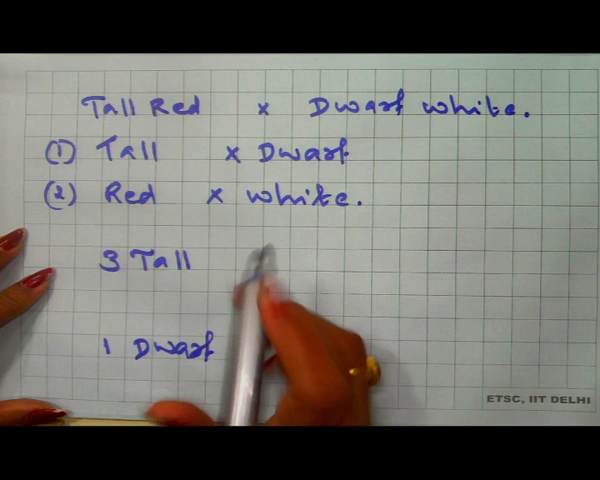 Tall Red x Dwarf white.
(1) Tall x Dwarf
(2) Red x white.
3 Tall
1 Dwarf
ETSC, IIT DELHI